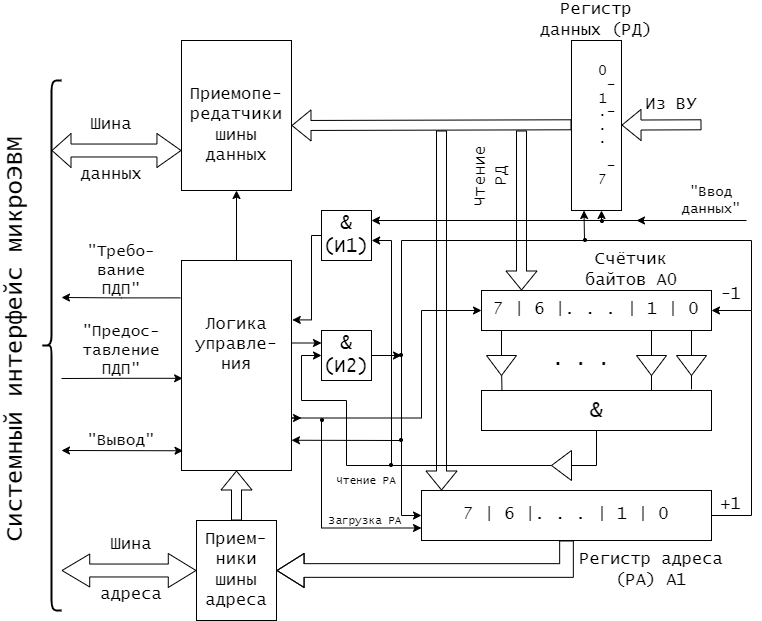 Регистр
данных (РД)
0
1
.
.
.
7
Из ВУ
Приемопе-
редатчики
шины
данных
Шина
данных
Системный интерфейс микроЭВМ
Чтение
РД
"Ввод
данных"
&
(И1)
"Требо-
вание
ПДП"
Счётчик
байтов А0
7 | 6 |. . . | 1 | 0
-1
Логика
управле-
ния
"Предос-
тавление
ПДП"
&
(И2)
. . .
&
"Вывод"
Чтение РА
Загрузка РА
7 | 6 |. . . | 1 | 0
+1
Прием-
ники
шины
адреса
Шина
адреса
Регистр адреса
(РА) А1